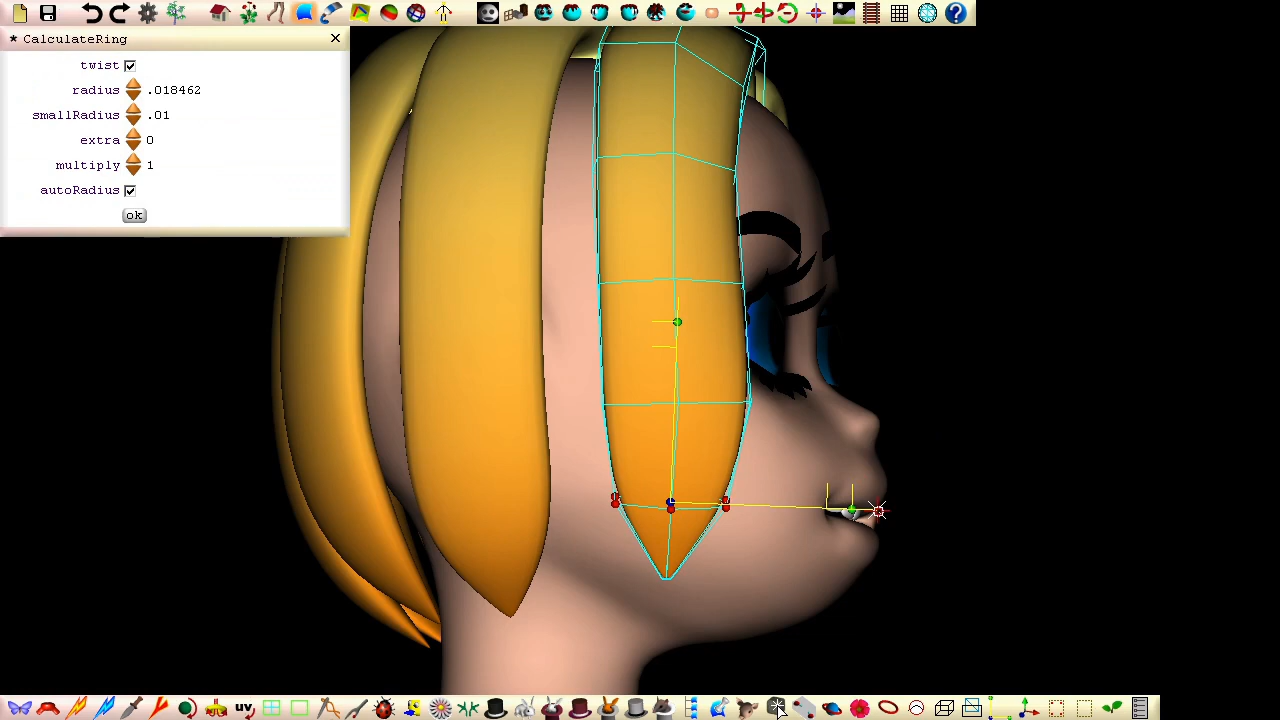 * CalculateRing ×
twist
radius .018462
smallRadius .01
extra 0
multiply 1
autoRadius
ok
uv